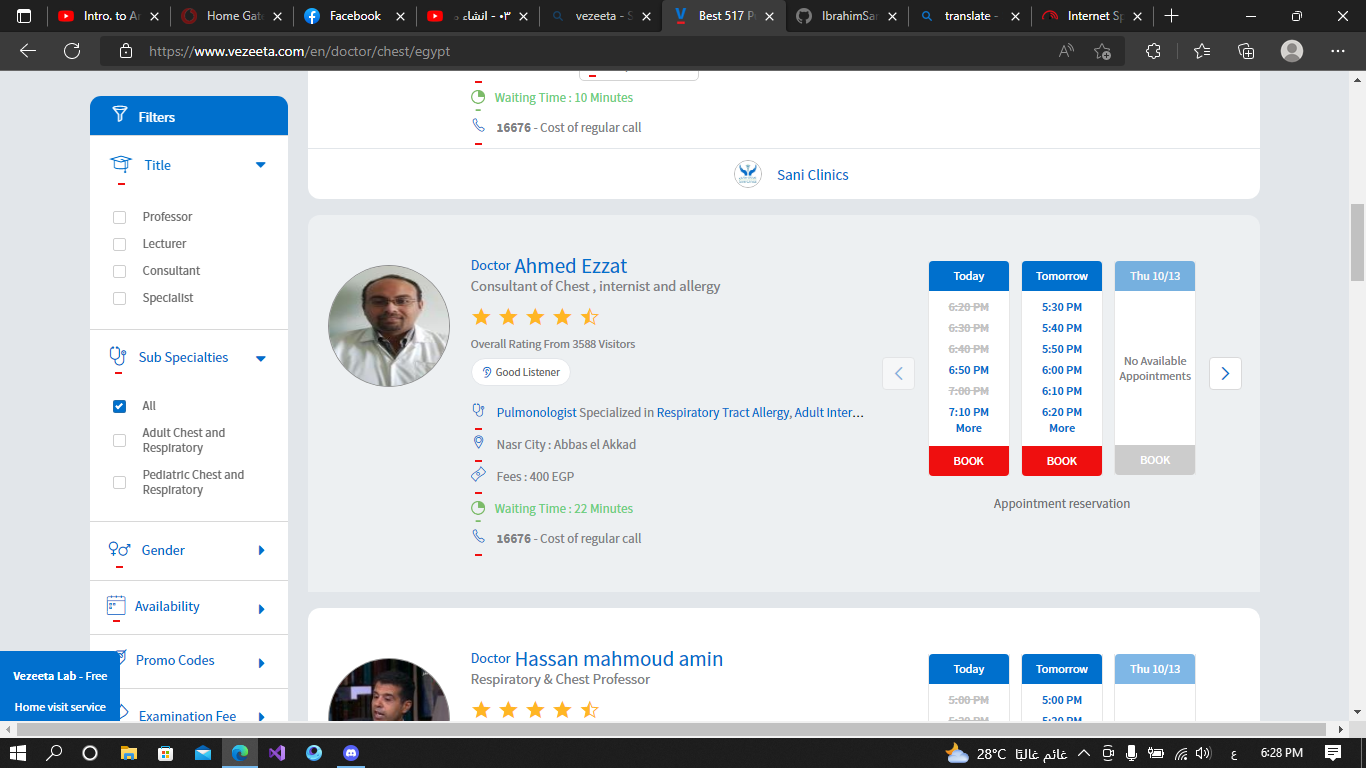 Intro. to A
Home Gat
Facebook
٠٣ - انشاء
vezeeta - S
Best 517 P
IbrahimSa
translate -
Internet Sp
https://www.vezeeta.com/en/doctor/chest/egypt
Filters
Title
Professor
Lecturer
Consultant
Specialist
Sub Specialties
All
Adult Chest and
Respiratory
Pediatric Chest and
Respiratory
Gender
Availability
Promo Codes
Examination Fee
Vezeeta Lab - Free
Home visit service
Waiting Time : 10 Minutes
16676 - Cost of regular call
Sani Clinics
Doctor Ahmed Ezzat
Consultant of Chest , internist and allergy
Overall Rating From 3588 Visitors
Good Listener
Pulmonologist Specialized in Respiratory Tract Allergy, Adult Inter...
Nasr City : Abbas el Akkad
Fees : 400 EGP
Waiting Time : 22 Minutes
16676 - Cost of regular call
Today
6:20 PM
6:30 PM
6:40 PM
6:50 PM
7:00 PM
7:10 PM
More
BOOK
Tomorrow
5:30 PM
5:40 PM
5:50 PM
6:00 PM
6:10 PM
6:20 PM
More
BOOK
Thu 10/13
No Available
Appointments
BOOK
Appointment reservation
Doctor Hassan mahmoud amin
Respiratory & Chest Professor
Today
5:00 PM
Tomorrow
5:00 PM
5:20 PM
Thu 10/13
28°C غائم غالبًا
ع
6:28 PM